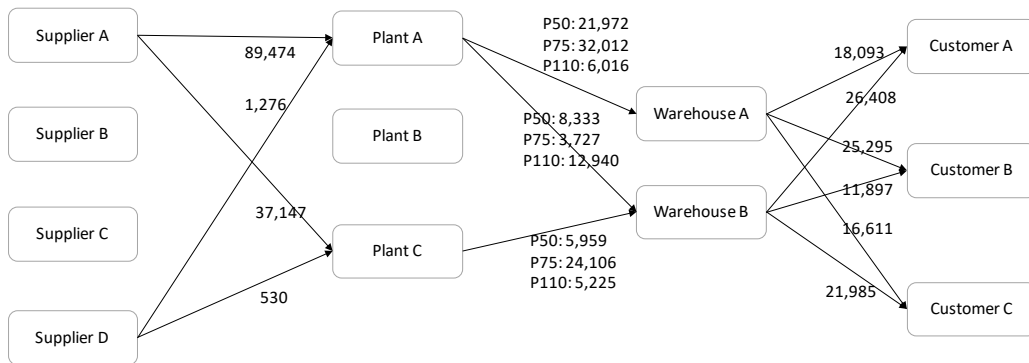 Supplier A
Supplier B
Supplier C
Supplier D
89,474
1,276
37,147
530
Plant A
Plant B
Plant C
P50: 21,972
P75: 32,012
P110: 6,016
P50: 8,333
P75: 3,727
P110: 12,940
P50: 5,959
P75: 24,106
P110: 5,225
Warehouse A
Warehouse B
18,093
26,408
25,295
11,897
16,611
21,985
Customer A
Customer B
Customer C